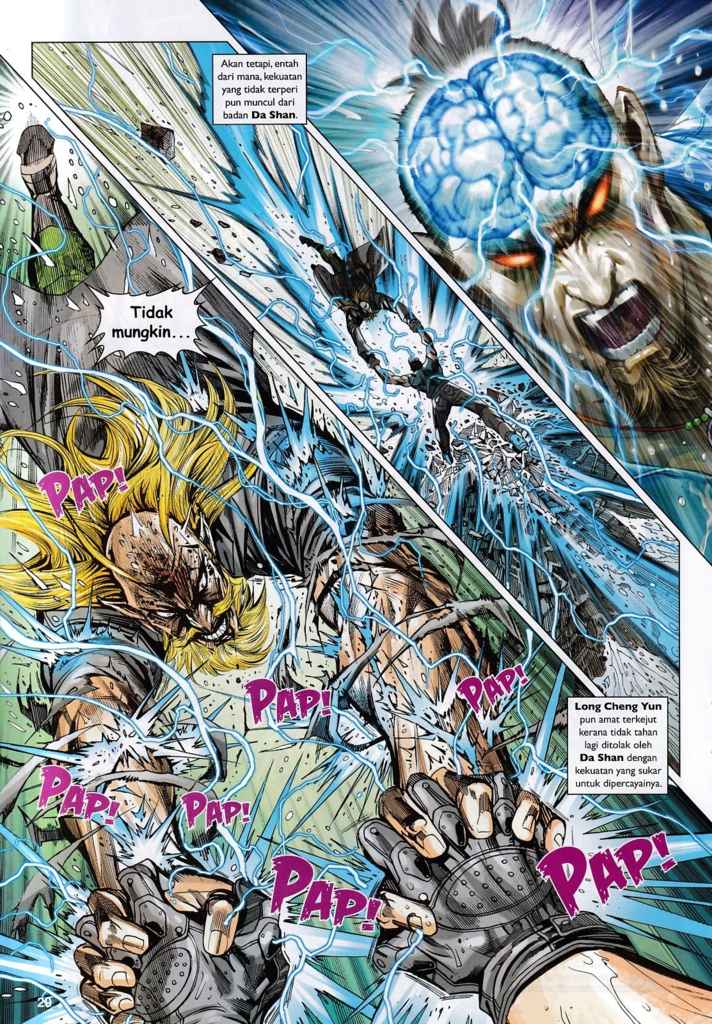 Akan tetapi, entah
dari mana, kekuatan
yang tidak terperi
pun muncul dari
badan Da Shan.
Tidak
mungkin...
PAP!
PAP!
PAP!
Long Cheng Yun
pun amat terkejut
kerana tidak tahan
lagi ditolak oleh
Da Shan dengan
kekuatan yang sukar
untuk dipercayainya.
PAP!
PAP!
PAP!
PAP!
20